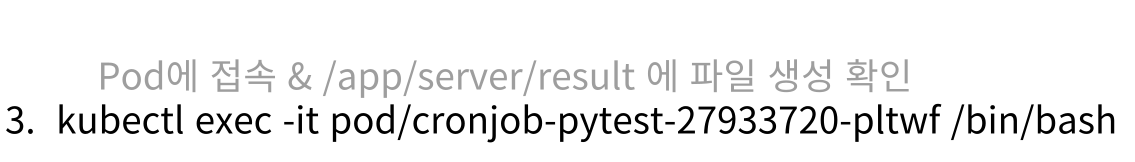 Pod에 접속 & /app/server/result 에 파일 생성 확인
3. kubectl exec -it pod/cronjob-pytest-27933720-pltwf /bin/bash